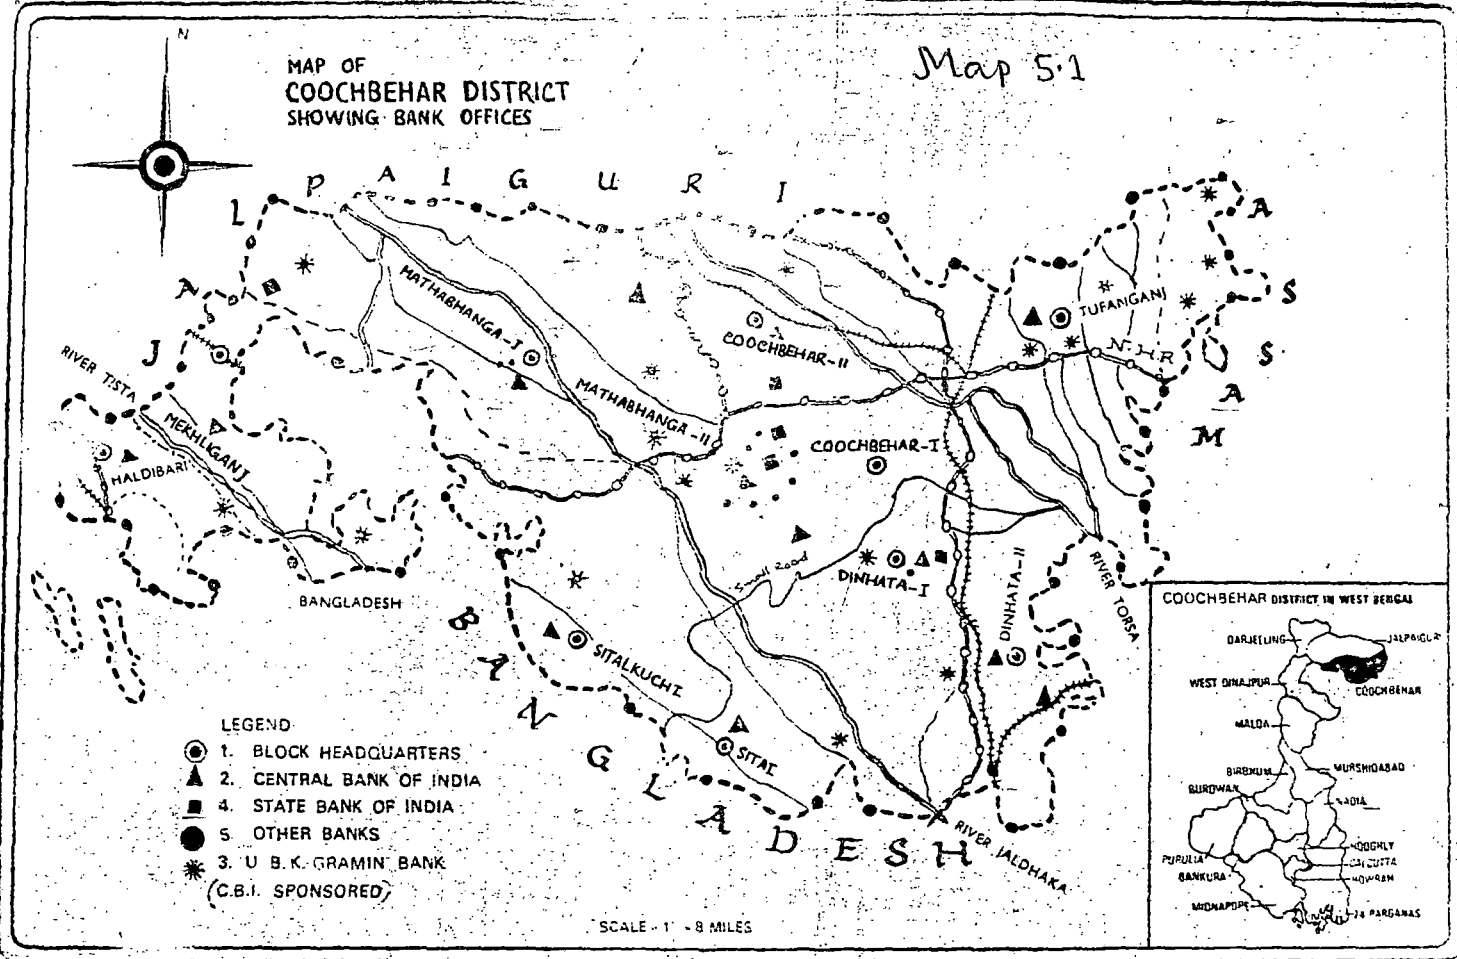 N
MAP OF
COOCHBEHAR DISTRICT
SHOWING BANK OFFICES
Map 5.1
J A L P A I G U R I
A S S A M
RIVER TISTA
MEKHLIGANJ
HALDIBARI
MATHABHANGA-I
MATHABHANGA-II
COOCHBEHAR-II
COOCHBEHAR-I
TUFANGANJ
N.H.R
Small Road
DINHATA-I
DINHATA-II
RIVER TORSA
BANGLADESH
SITALKUCHI
SITAI
RIVER JALDHAKA
B A N G L A D E S H
LEGEND
1. BLOCK HEADQUARTERS
2. CENTRAL BANK OF INDIA
4. STATE BANK OF INDIA
5. OTHER BANKS
3. U B.K. GRAMIN BANK
(C.B.I. SPONSORED)
SCALE - 1" - 8 MILES
COOCHBEHAR DISTRICT IN WEST BENGAL
DARJEELING
JALPAIGUR
WEST DINAJPUR
COOCHBEHAR
MALDA
BIRBHUM
MURSHIDABAD
BURDWAN
NADIA
HOOGHLY
PURULIA
CALCUTTA
BANKURA
HOWRAH
MIDNAPOPE
24 PARGANAS